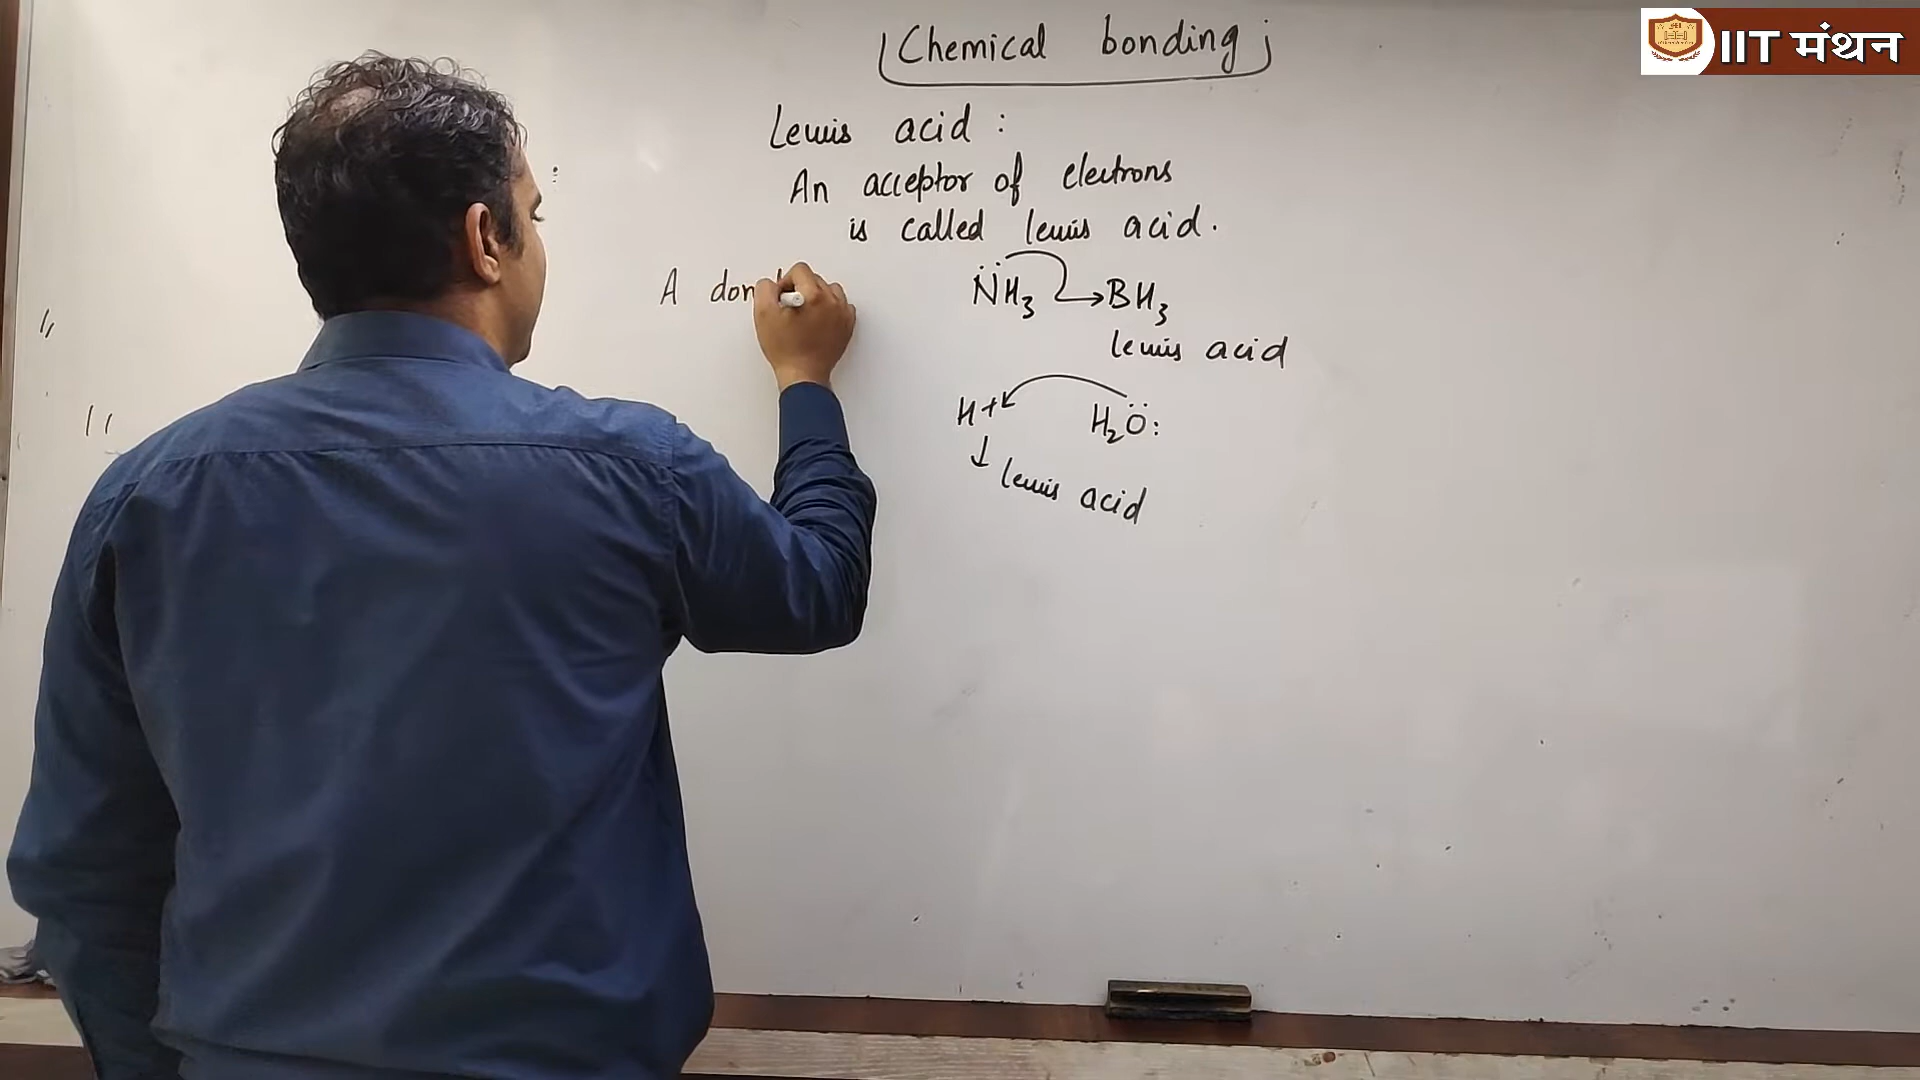 IIT मंथन
Chemical bonding
Lewis acid :
An acceptor of electrons
is called lewis acid.
A don
N̈H₃ → BH₃
lewis acid
H+ H₂Ö:
↓ lewis acid